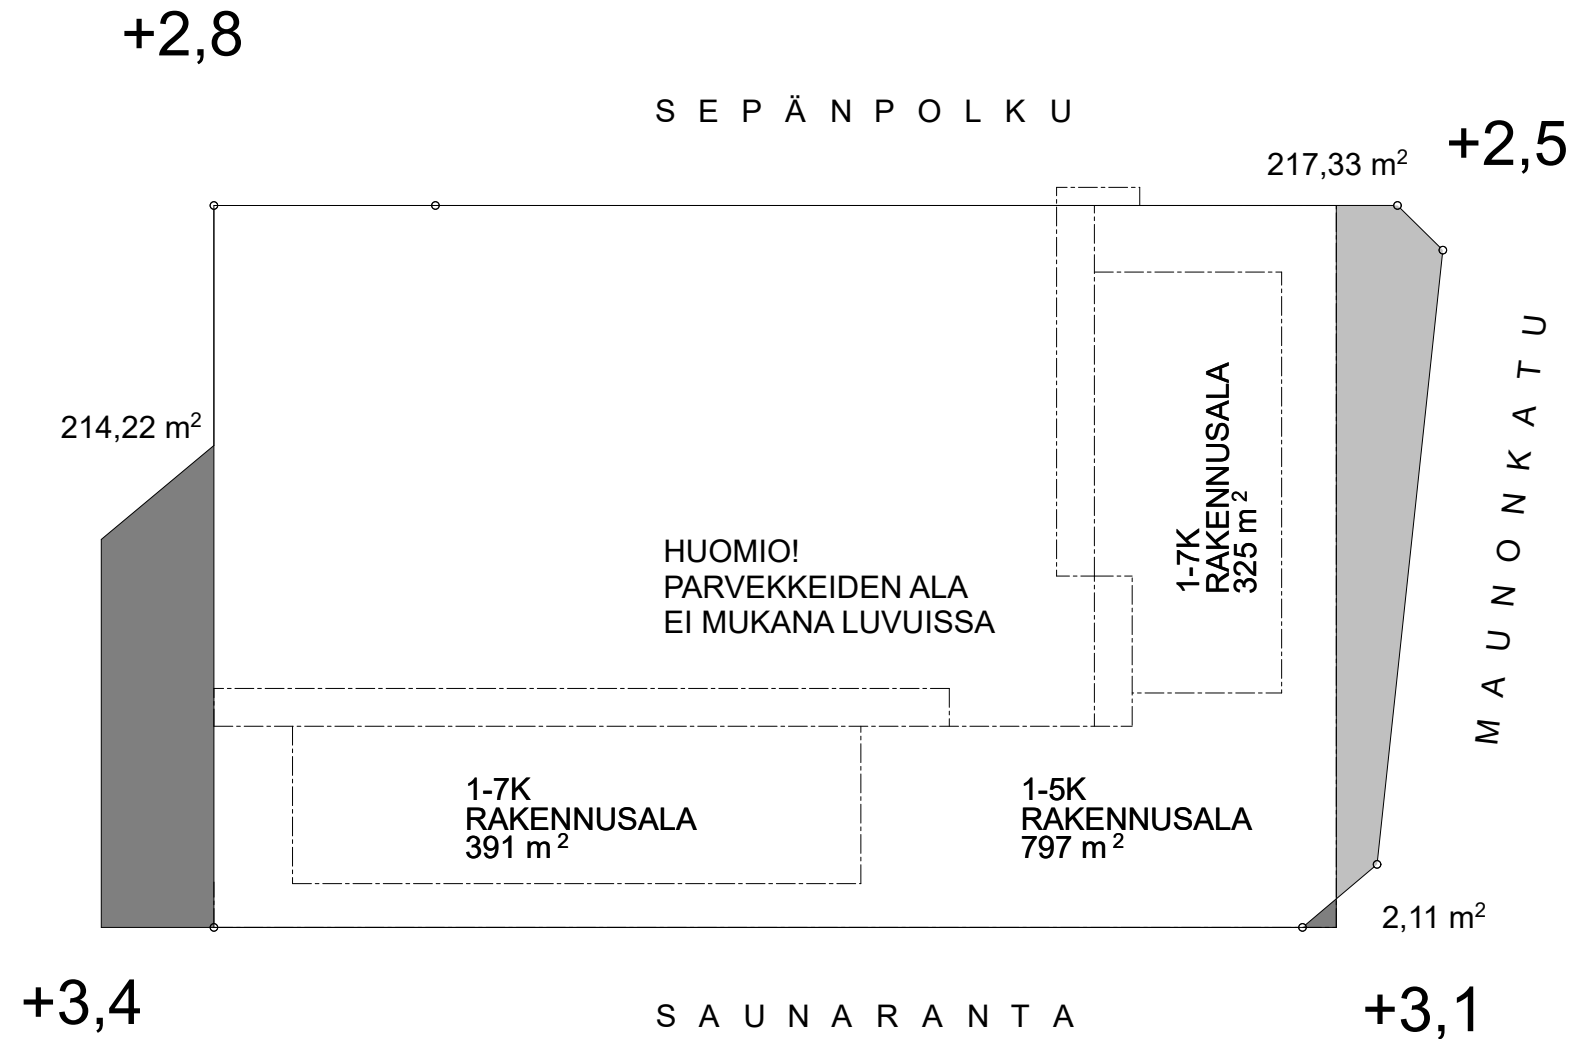 +2,8
S E P Ä N P O L K U
+2,5
217,33 m²
214,22 m²
M A U N O N K A T U
1-7K
RAKENNUSALA
325 m²
HUOMIO!
PARVEKKEIDEN ALA
EI MUKANA LUVUISSA
1-7K
RAKENNUSALA
391 m²
1-5K
RAKENNUSALA
797 m²
2,11 m²
+3,4
S A U N A R A N T A
+3,1